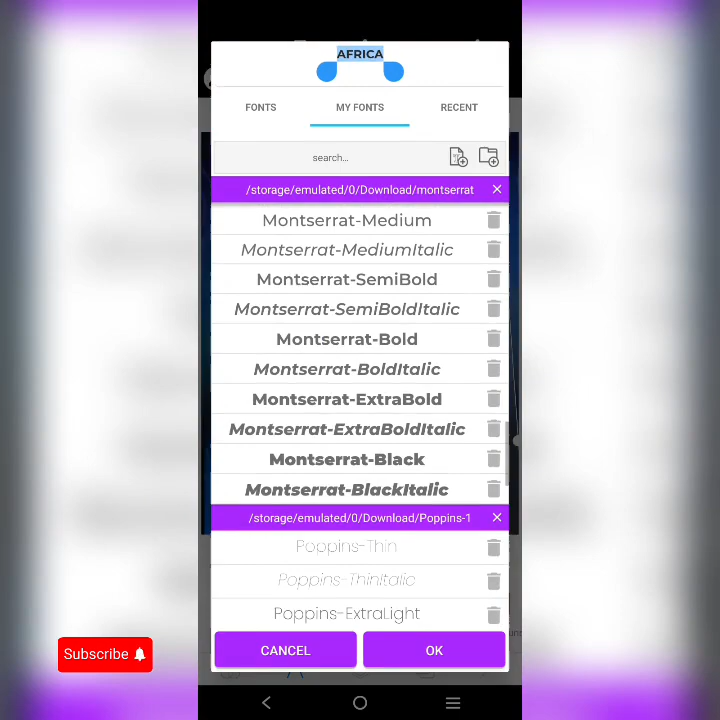 AFRICA
FONTS
MY FONTS
RECENT
search...
/storage/emulated/0/Download/montserrat
Montserrat-Medium
Montserrat-MediumItalic
Montserrat-SemiBold
Montserrat-SemiBoldItalic
Montserrat-Bold
Montserrat-BoldItalic
Montserrat-ExtraBold
Montserrat-ExtraBoldItalic
Montserrat-Black
Montserrat-BlackItalic
/storage/emulated/0/Download/Poppins-1
Poppins-Thin
Poppins-ThinItalic
Poppins-ExtraLight
CANCEL
OK
Subscribe